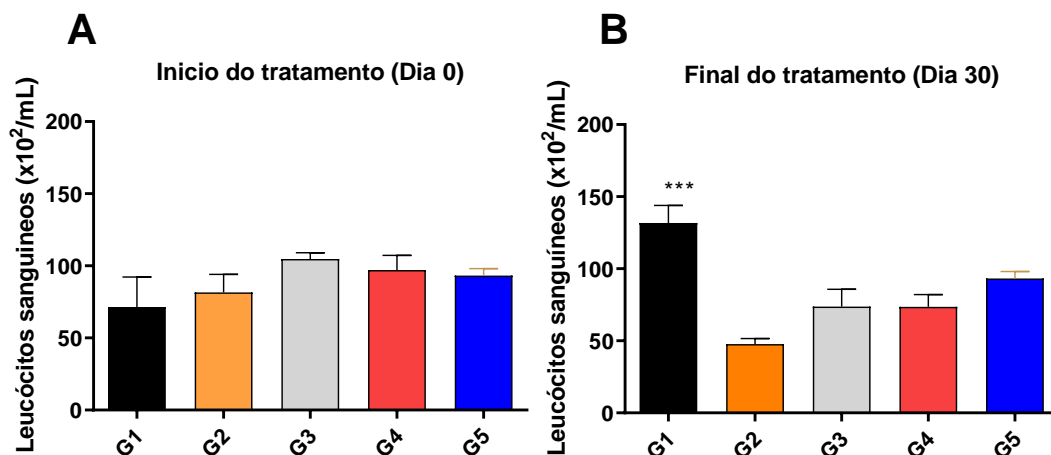 A
Inicio do tratamento (Dia 0)
Leucócitos sanguineos (x10²/mL)
200
150
100
50
0
G1 G2 G3 G4 G5
B
Final do tratamento (Dia 30)
Leucócitos sanguíneos (x10²/mL)
200
150
100
50
0
***
G1 G2 G3 G4 G5